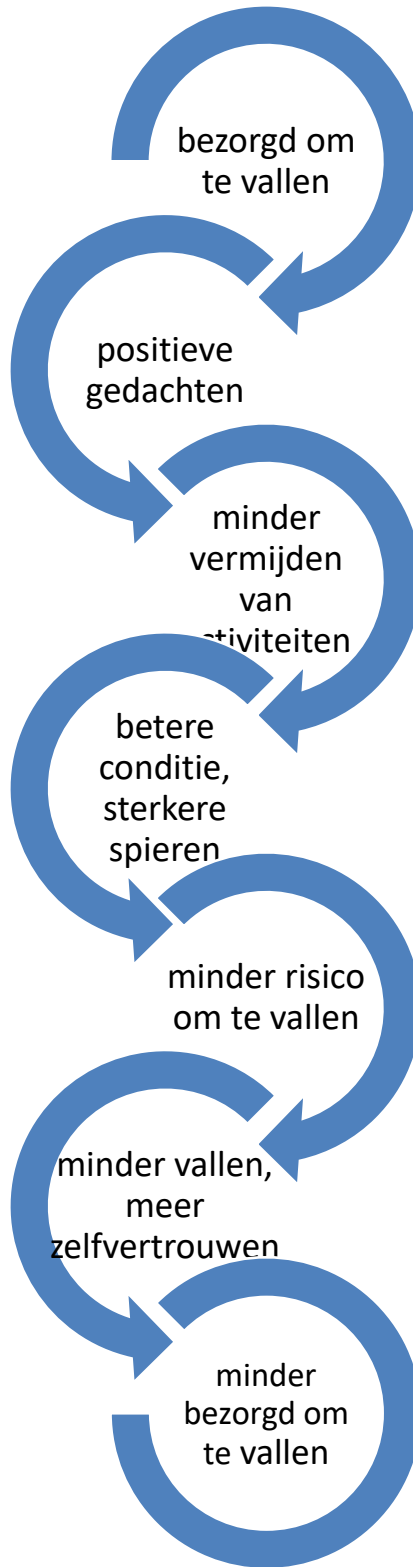 bezorgd om
te vallen
positieve
gedachten
minder
vermijden
van
activiteiten
betere
conditie,
sterkere
spieren
minder risico
om te vallen
minder vallen,
meer
zelfvertrouwen
minder
bezorgd om
te vallen